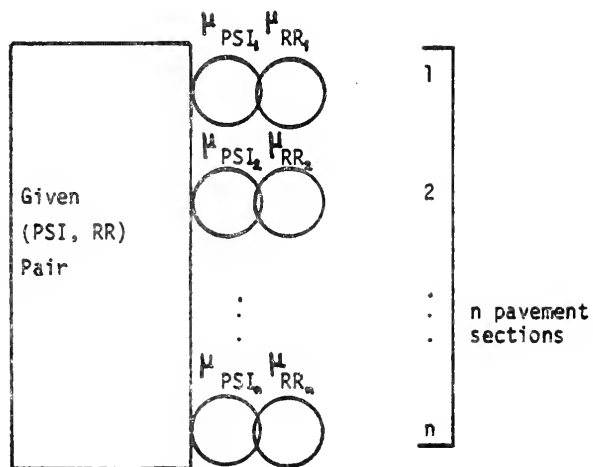 μPSI₁ μRR₁
1
μPSI₂ μRR₂
Given
2
(PSI, RR)
Pair
n pavement
sections
μPSIₙ μRRₙ
n